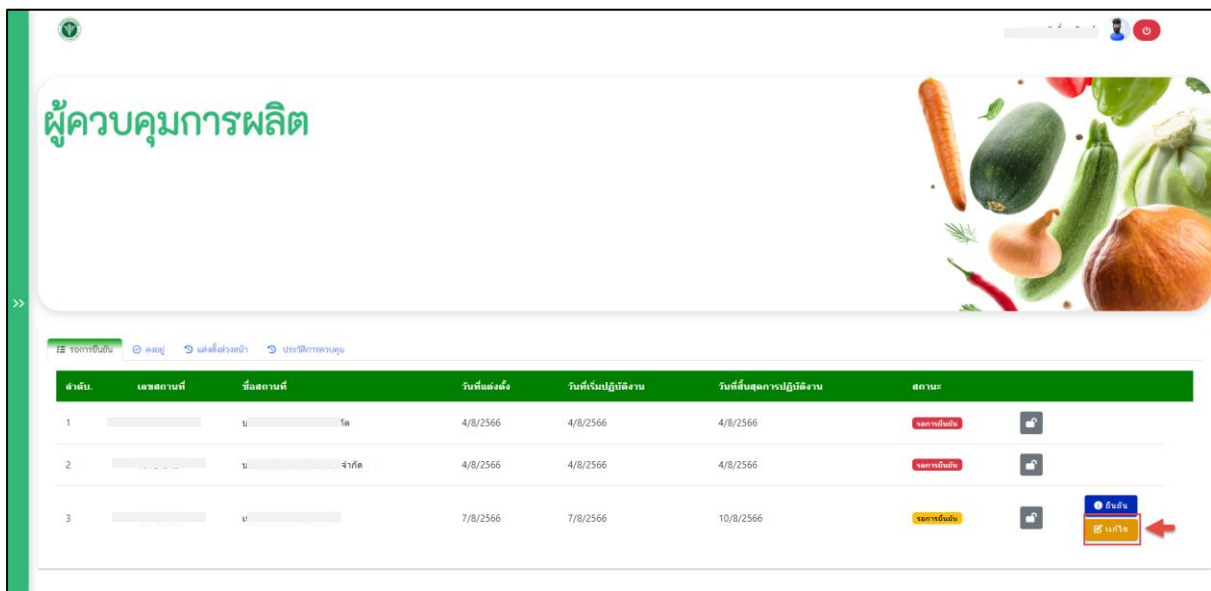 ผู้ควบคุมการผลิต
รอการยืนยัน คงอยู่ แต่งตั้งล่วงหน้า ประวัติการควบคุม
ลำดับ. เลขสถานที่ ชื่อสถานที่ วันที่แต่งตั้ง วันที่เริ่มปฏิบัติงาน วันที่สิ้นสุดการปฏิบัติงาน สถานะ
1 4/8/2566 4/8/2566 4/8/2566 รอการยืนยัน
2 จำกัด 4/8/2566 4/8/2566 4/8/2566 รอการยืนยัน
3 7/8/2566 7/8/2566 10/8/2566 รอการยืนยัน
ยืนยัน
แก้ไข